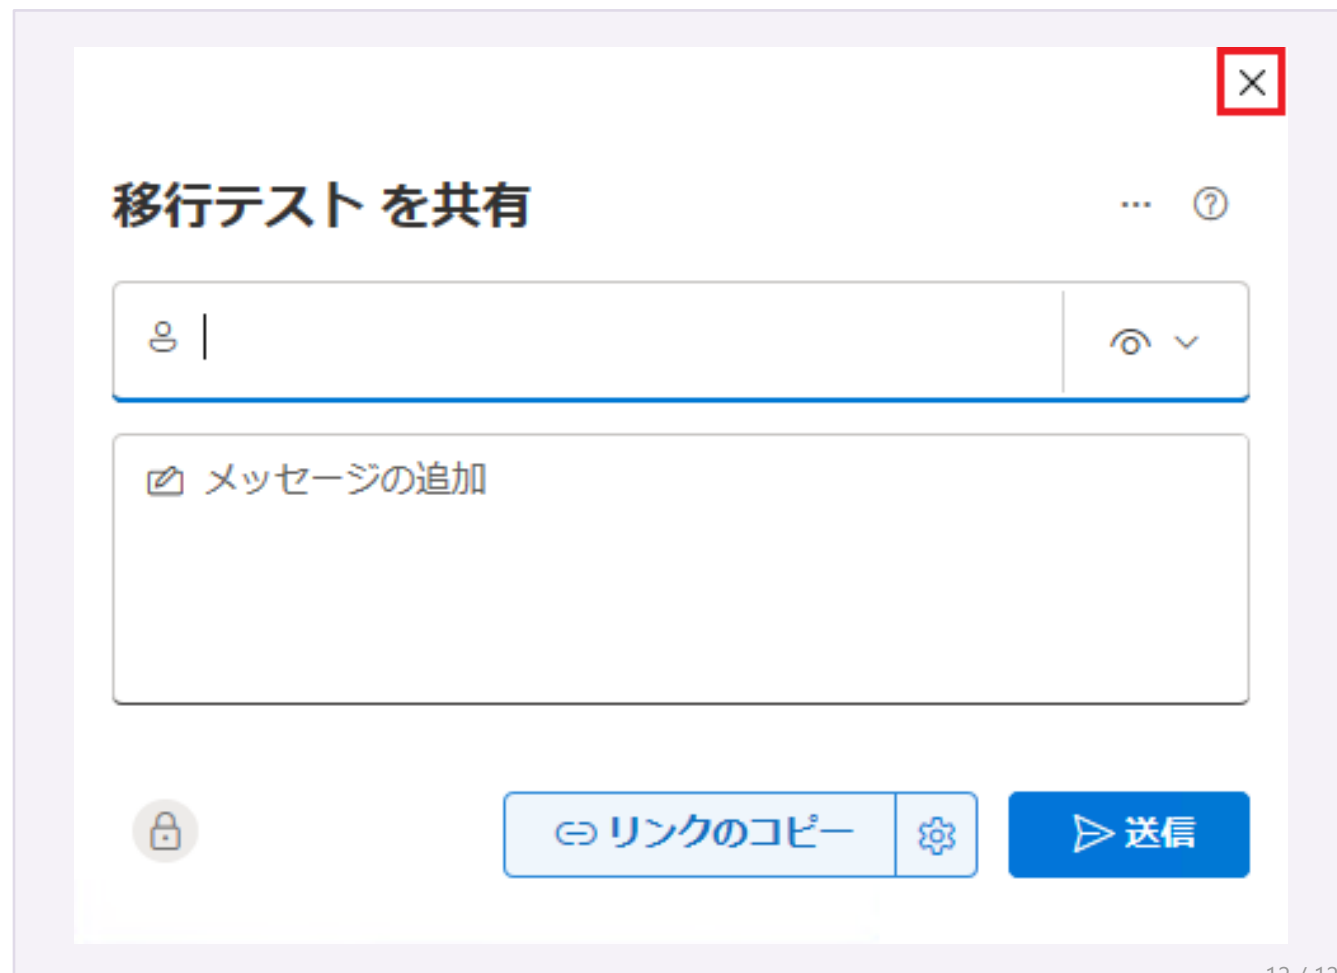 移行テスト を共有
メッセージの追加
リンクのコピー
送信